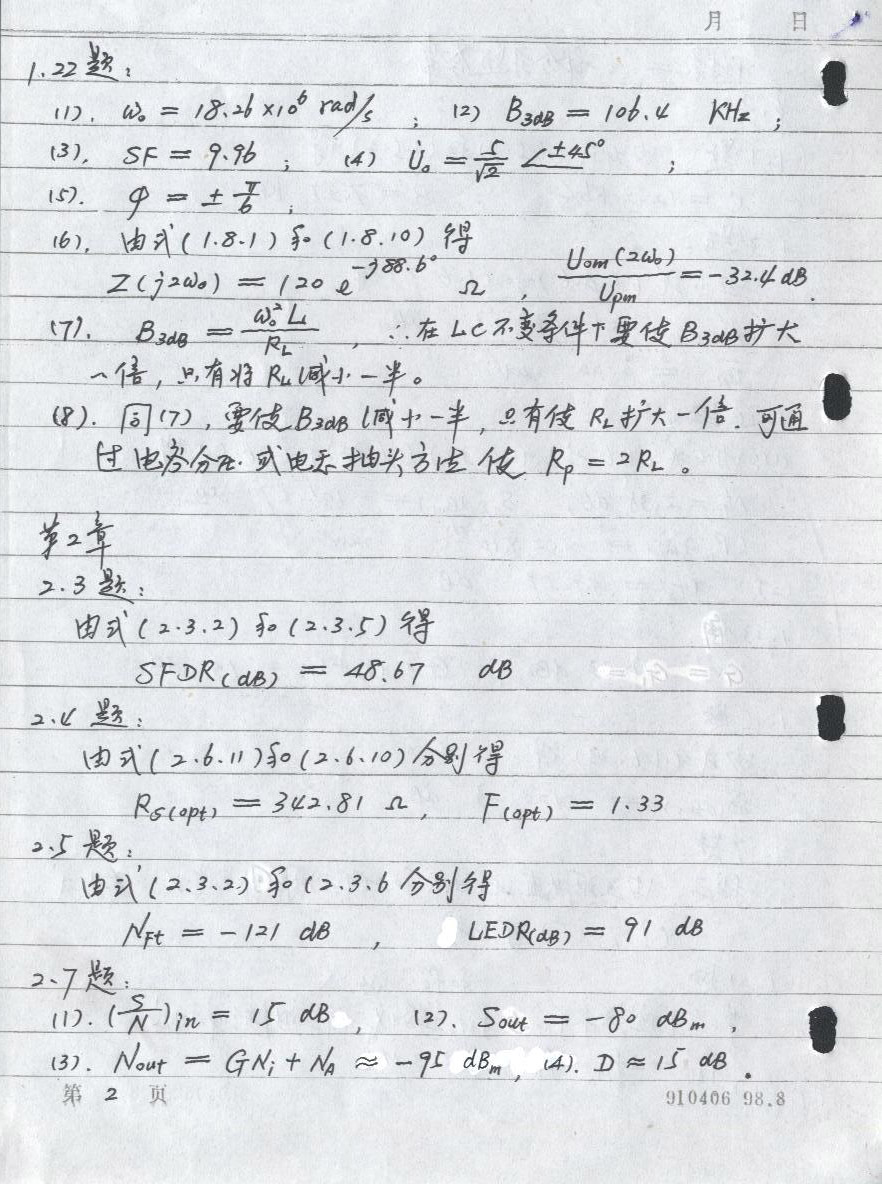 月 日
1.22题:
(1). ω₀ = 18.26 ×10⁶ rad/s ; (2) B3dB = 106.4 KHz ;
(3). SF = 9.96 ; (4) U̇₀ = 5/√2 ∠±45° ;
(5). φ = ± π/6 ;
(6). 由式(1.8.1)和(1.8.10)得
Z(j2ω₀) = 120 e^-j88.6° Ω , Uom(2ω₀)/Upm = -32.4 dB.
(7). B3dB = ω₀²L/RL , ∴在LC不变条件下要使B3dB扩大
一倍,只有将RL减小一半。
(8). 同(7),要使B3dB减小一半,只有使RL扩大一倍.可通
过电容分压或电感抽头方法使 Rp = 2RL。
第2章
2.3题:
由式(2.3.2)和(2.3.5)得
SFDR(dB) = 48.67 dB
2.4题:
由式(2.6.11)和(2.6.10)分别得
RS(opt) = 342.81 Ω, F(opt) = 1.33
2.5题:
由式(2.3.2)和(2.3.6分别得
NFt = -121 dB , LEDR(dB) = 91 dB
2.7题:
(1). (S/N)in = 15 dB , (2). Sout = -80 dBm ,
(3). Nout = GNi + NA ≈ -95 dBm, (4). D ≈ 15 dB.
第 2 页 910406 98.8